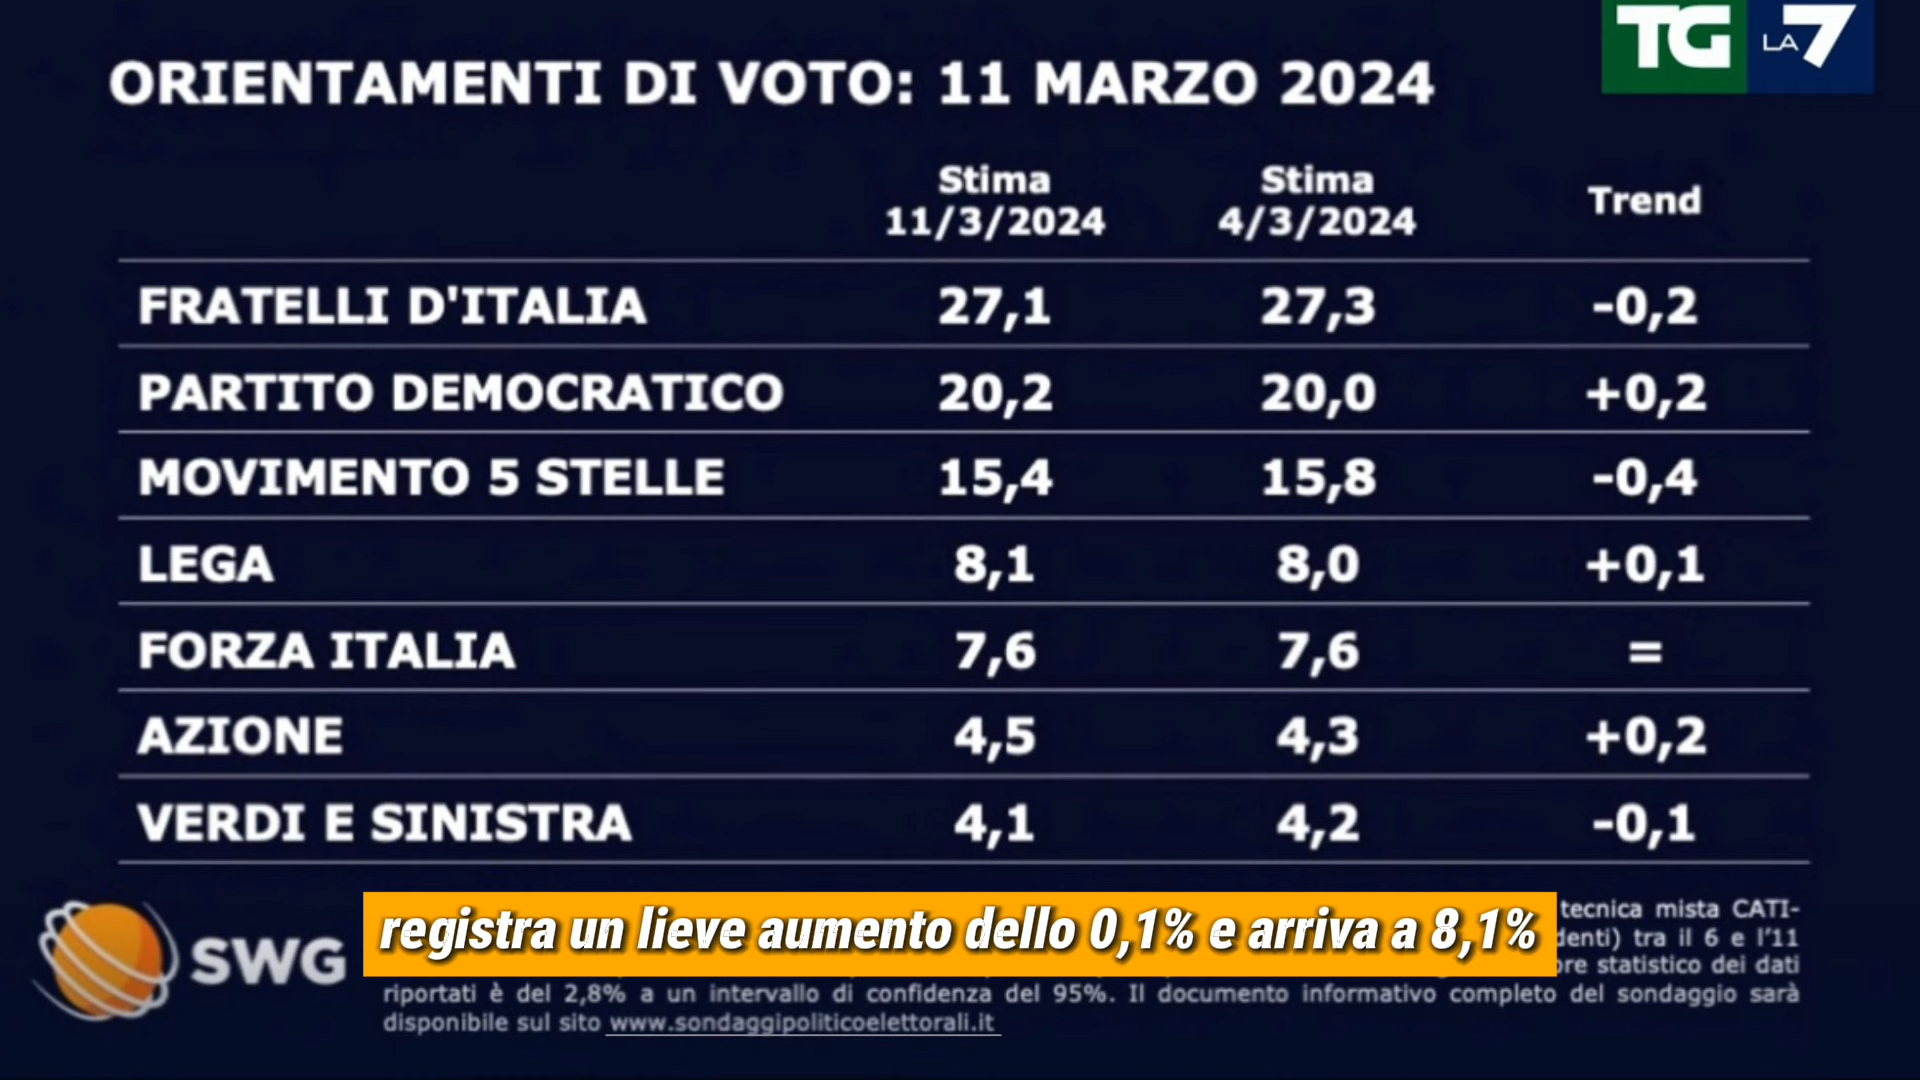 TG LA7
ORIENTAMENTI DI VOTO: 11 MARZO 2024
Stima 11/3/2024 Stima 4/3/2024 Trend
FRATELLI D'ITALIA 27,1 27,3 -0,2
PARTITO DEMOCRATICO 20,2 20,0 +0,2
MOVIMENTO 5 STELLE 15,4 15,8 -0,4
LEGA 8,1 8,0 +0,1
FORZA ITALIA 7,6 7,6 =
AZIONE 4,5 4,3 +0,2
VERDI E SINISTRA 4,1 4,2 -0,1
SWG
registra un lieve aumento dello 0,1% e arriva a 8,1%
tecnica mista CATI-
tra il 6 e l'11
statistico dei dati
riportati è del 2,8% a un intervallo di confidenza del 95%. Il documento informativo completo del sondaggio sarà
disponibile sul sito www.sondaggipoliticoelettorali.it